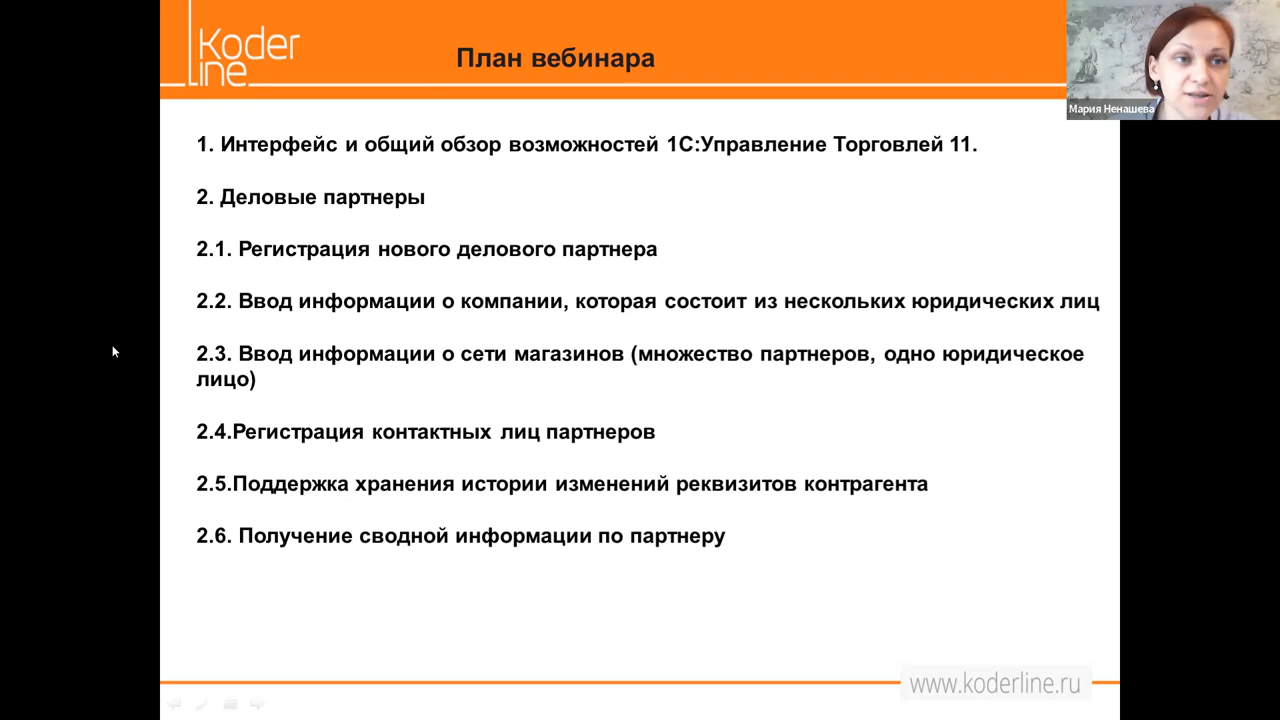 Koder
line
План вебинара
Мария Ненашева
1. Интерфейс и общий обзор возможностей 1С:Управление Торговлей 11.
2. Деловые партнеры
2.1. Регистрация нового делового партнера
2.2. Ввод информации о компании, которая состоит из нескольких юридических лиц
2.3. Ввод информации о сети магазинов (множество партнеров, одно юридическое
лицо)
2.4.Регистрация контактных лиц партнеров
2.5.Поддержка хранения истории изменений реквизитов контрагента
2.6. Получение сводной информации по партнеру
www.koderline.ru